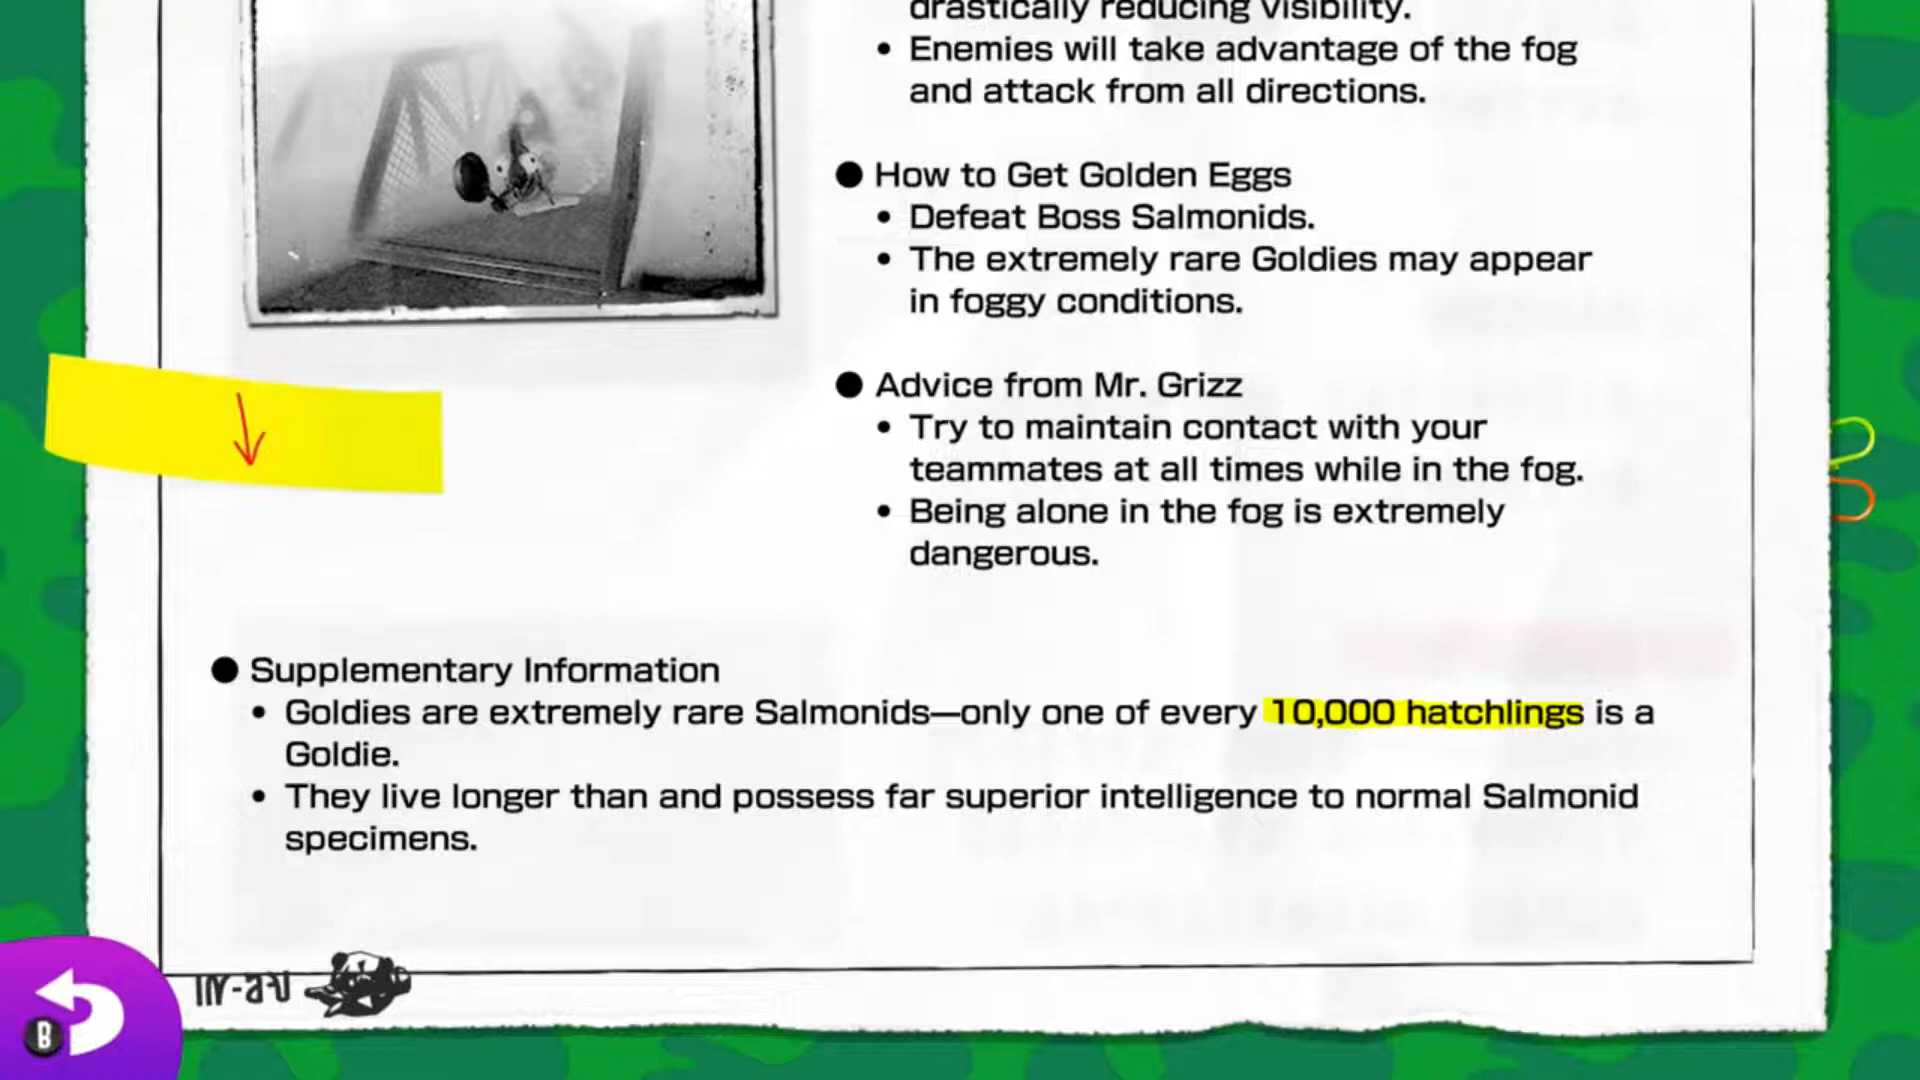 drastically reducing visibility.
• Enemies will take advantage of the fog
and attack from all directions.
● How to Get Golden Eggs
• Defeat Boss Salmonids.
• The extremely rare Goldies may appear
in foggy conditions.
● Advice from Mr. Grizz
• Try to maintain contact with your
teammates at all times while in the fog.
• Being alone in the fog is extremely
dangerous.
● Supplementary Information
• Goldies are extremely rare Salmonids—only one of every 10,000 hatchlings is a
Goldie.
• They live longer than and possess far superior intelligence to normal Salmonid
specimens.
B